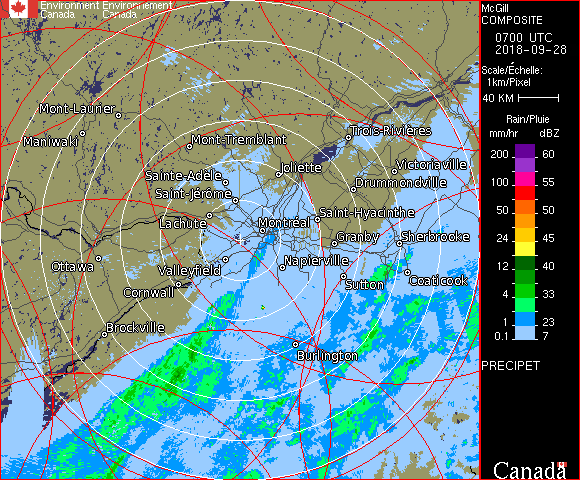 Environment Environnement
Canada Canada
McGill
COMPOSITE
0700 UTC
2018-09-28
Scale/Échelle:
1km/Pixel
40 KM
Rain/Pluie
mm/hr dBZ
200 60
100 55
50 50
24 45
12 40
4 33
1 23
0.1 7
PRECIPET
Canada
Mont-Laurier
Maniwaki
Mont-Tremblant
Trois-Rivières
Sainte-Adèle
Joliette
Victoriaville
Drummondville
Saint-Jérôme
Lachute
Montréal
Saint-Hyacinthe
Granby
Sherbrooke
Ottawa
Valleyfield
Napierville
Cornwall
Sutton
Coaticook
Brockville
Burlington